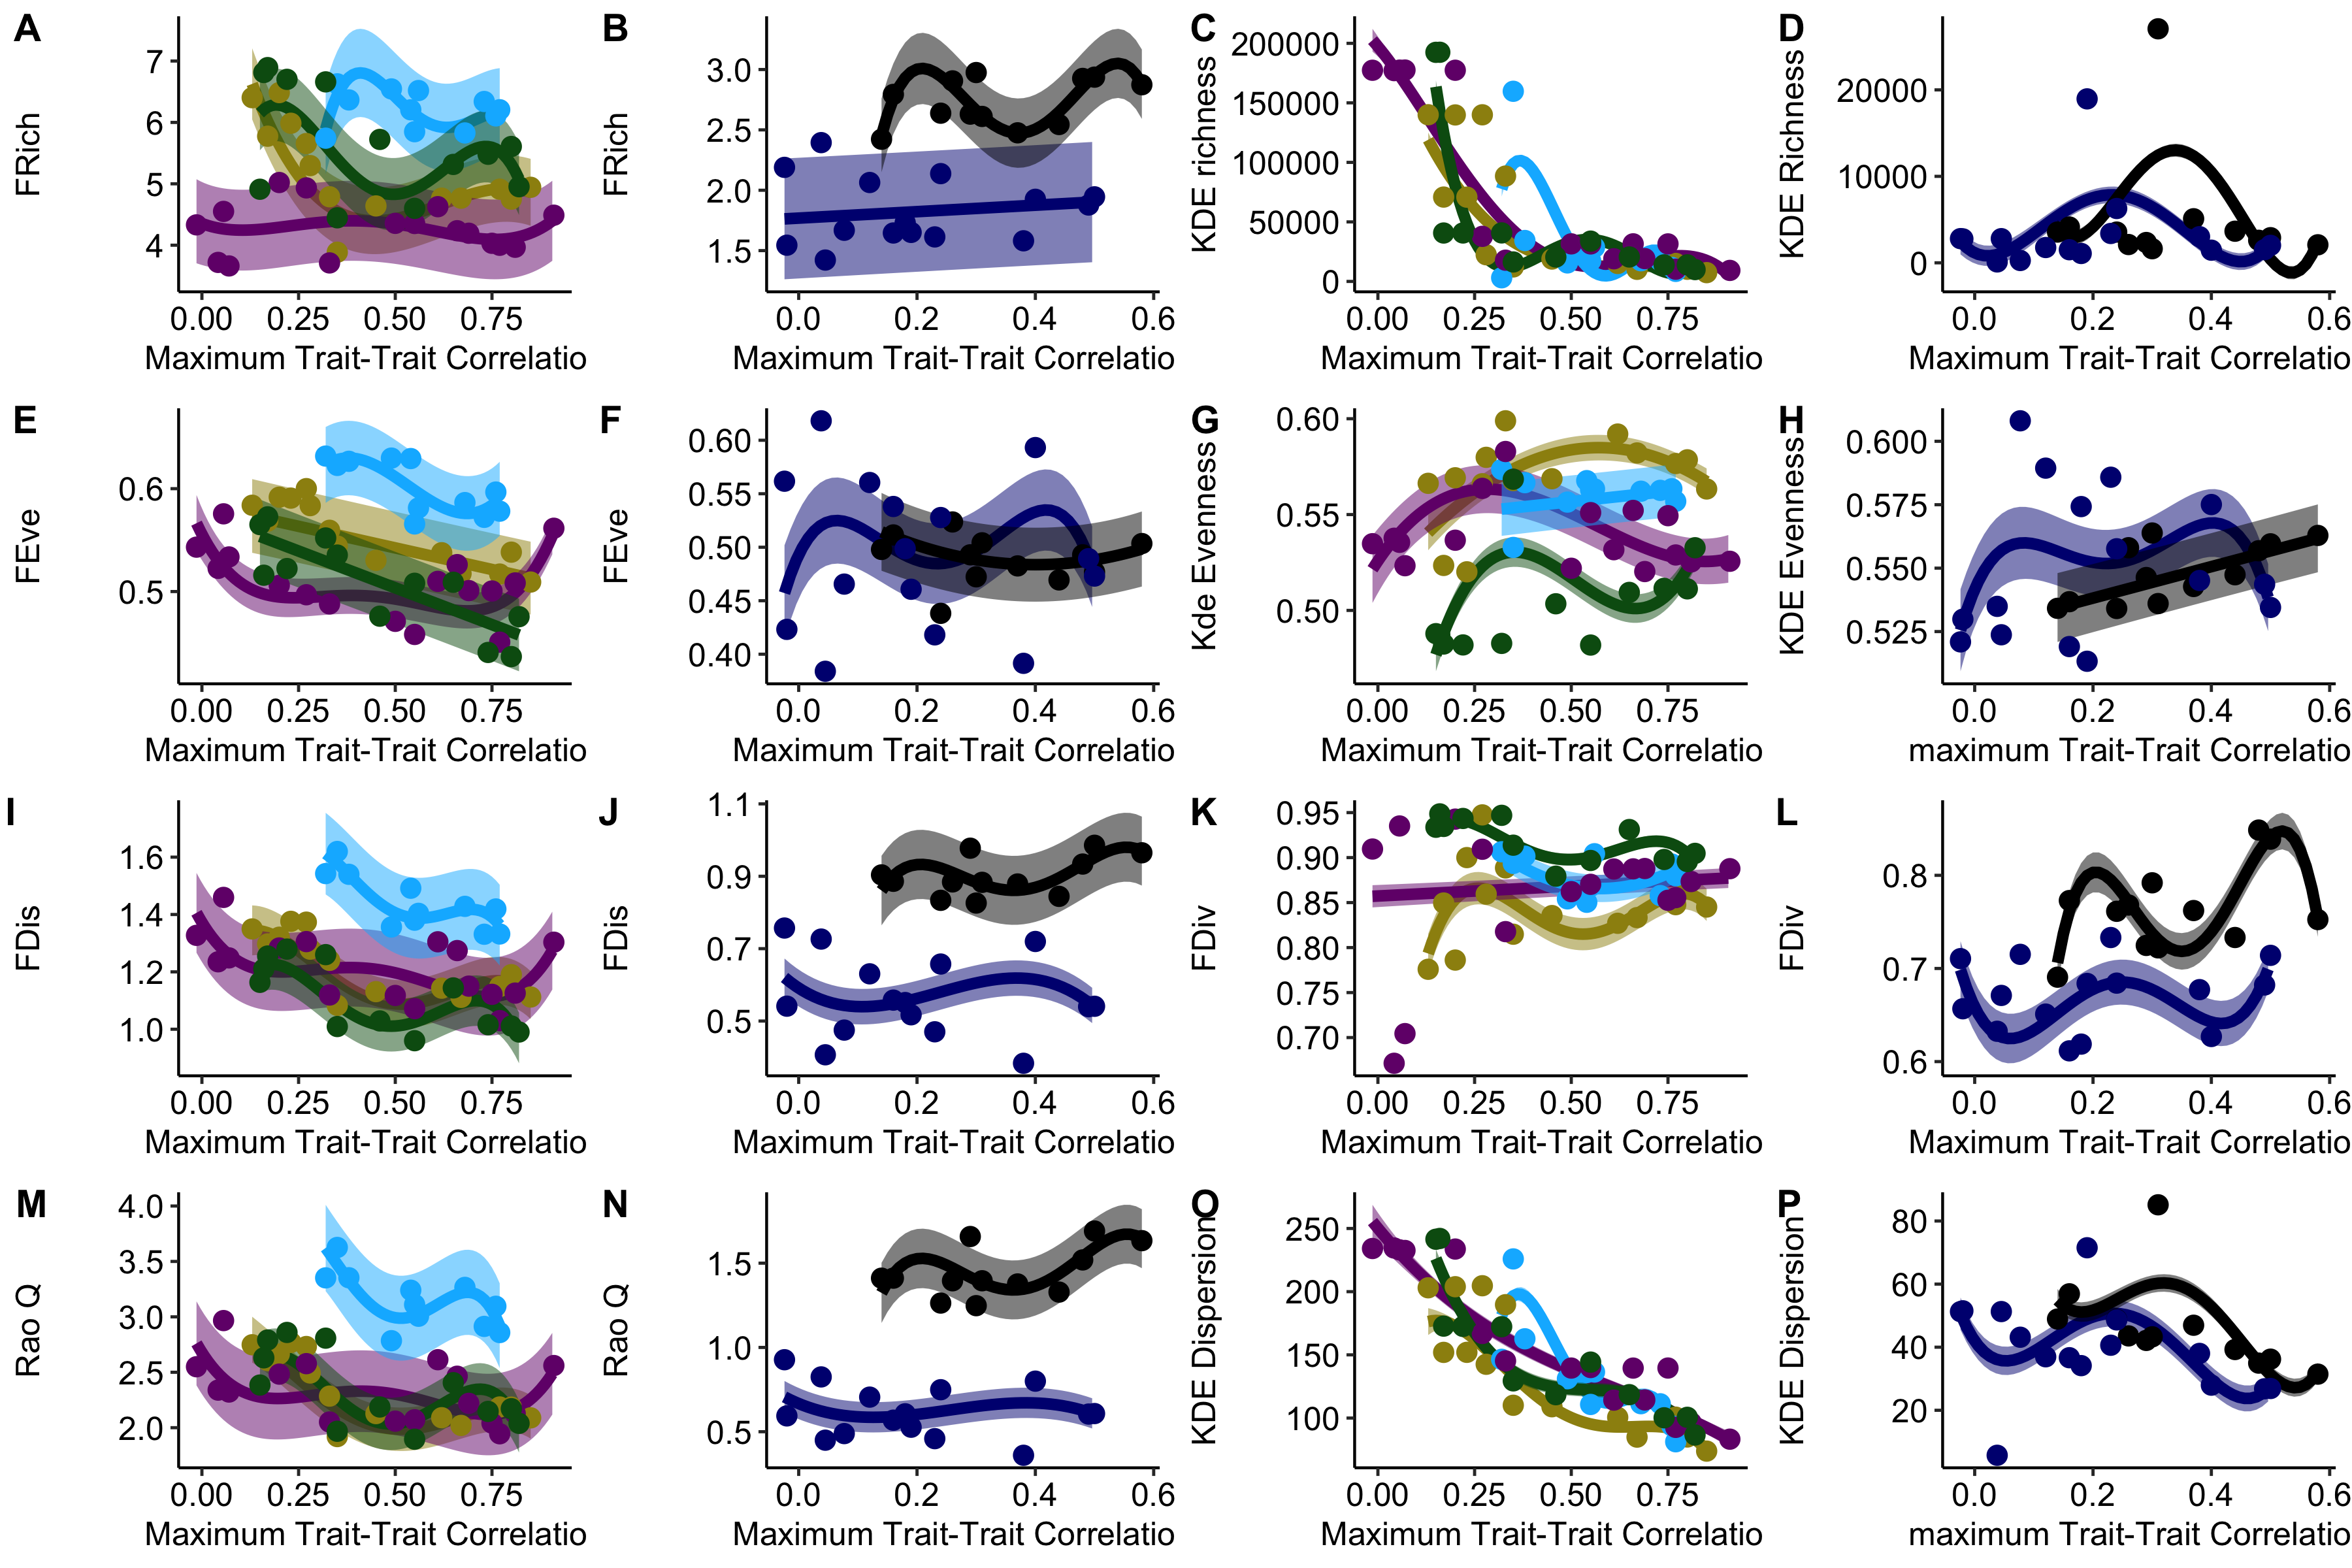 A
FRich
7
6
5
4
0.00 0.25 0.50 0.75
Maximum Trait-Trait Correlatio
B
FRich
3.0
2.5
2.0
1.5
0.0 0.2 0.4 0.6
Maximum Trait-Trait Correlatio
C
KDE richness
200000
150000
100000
50000
0
0.00 0.25 0.50 0.75
Maximum Trait-Trait Correlatio
D
KDE Richness
20000
10000
0
0.0 0.2 0.4 0.6
Maximum Trait-Trait Correlatio
E
FEve
0.6
0.5
0.00 0.25 0.50 0.75
Maximum Trait-Trait Correlatio
F
FEve
0.60
0.55
0.50
0.45
0.40
0.0 0.2 0.4 0.6
Maximum Trait-Trait Correlatio
G
Kde Evenness
0.60
0.55
0.50
0.00 0.25 0.50 0.75
Maximum Trait-Trait Correlatio
H
KDE Evenness
0.600
0.575
0.550
0.525
0.0 0.2 0.4 0.6
maximum Trait-Trait Correlatio
I
FDis
1.6
1.4
1.2
1.0
0.00 0.25 0.50 0.75
Maximum Trait-Trait Correlatio
J
FDis
1.1
0.9
0.7
0.5
0.0 0.2 0.4 0.6
Maximum Trait-Trait Correlatio
K
FDiv
0.95
0.90
0.85
0.80
0.75
0.70
0.00 0.25 0.50 0.75
Maximum Trait-Trait Correlatio
L
FDiv
0.8
0.7
0.6
0.0 0.2 0.4 0.6
Maximum Trait-Trait Correlatio
M
Rao Q
4.0
3.5
3.0
2.5
2.0
0.00 0.25 0.50 0.75
Maximum Trait-Trait Correlatio
N
Rao Q
1.5
1.0
0.5
0.0 0.2 0.4 0.6
Maximum Trait-Trait Correlatio
O
KDE Dispersion
250
200
150
100
0.00 0.25 0.50 0.75
Maximum Trait-Trait Correlatio
P
KDE Dispersion
80
60
40
20
0.0 0.2 0.4 0.6
maximum Trait-Trait Correlatio